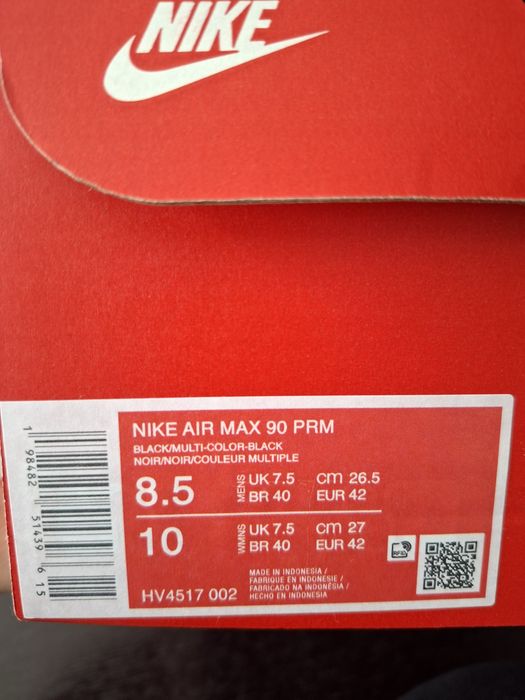 NIKE
NIKE AIR MAX 90 PRM
BLACK/MULTI-COLOR-BLACK
NOIR/NOIR/COULEUR MULTIPLE
8.5 MENS UK 7.5 cm 26.5
BR 40 EUR 42
10 WMNS UK 7.5 cm 27
BR 40 EUR 42
RFID
HV4517 002
MADE IN INDONESIA /
FABRIQUE EN INDONESIE /
FABRICADO NA INDONÉSIA /
HECHO EN INDONESIA
1 98482 51439 6 15